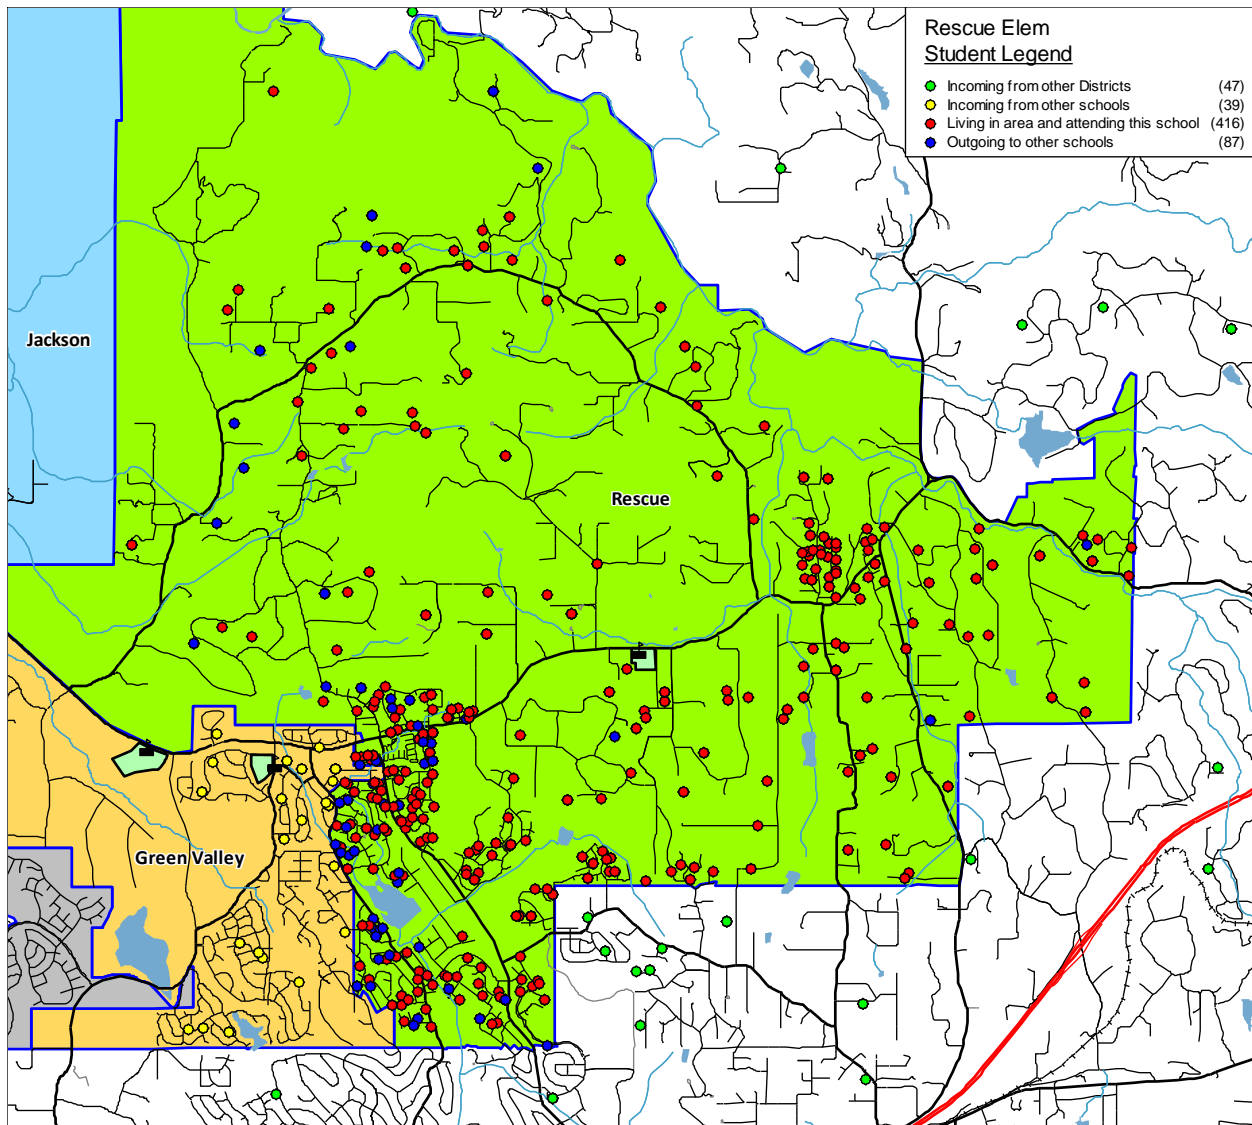 Rescue Elem
Student Legend
Incoming from other Districts (47)
Incoming from other schools (39)
Living in area and attending this school (416)
Outgoing to other schools (87)
Jackson
Rescue
Green Valley